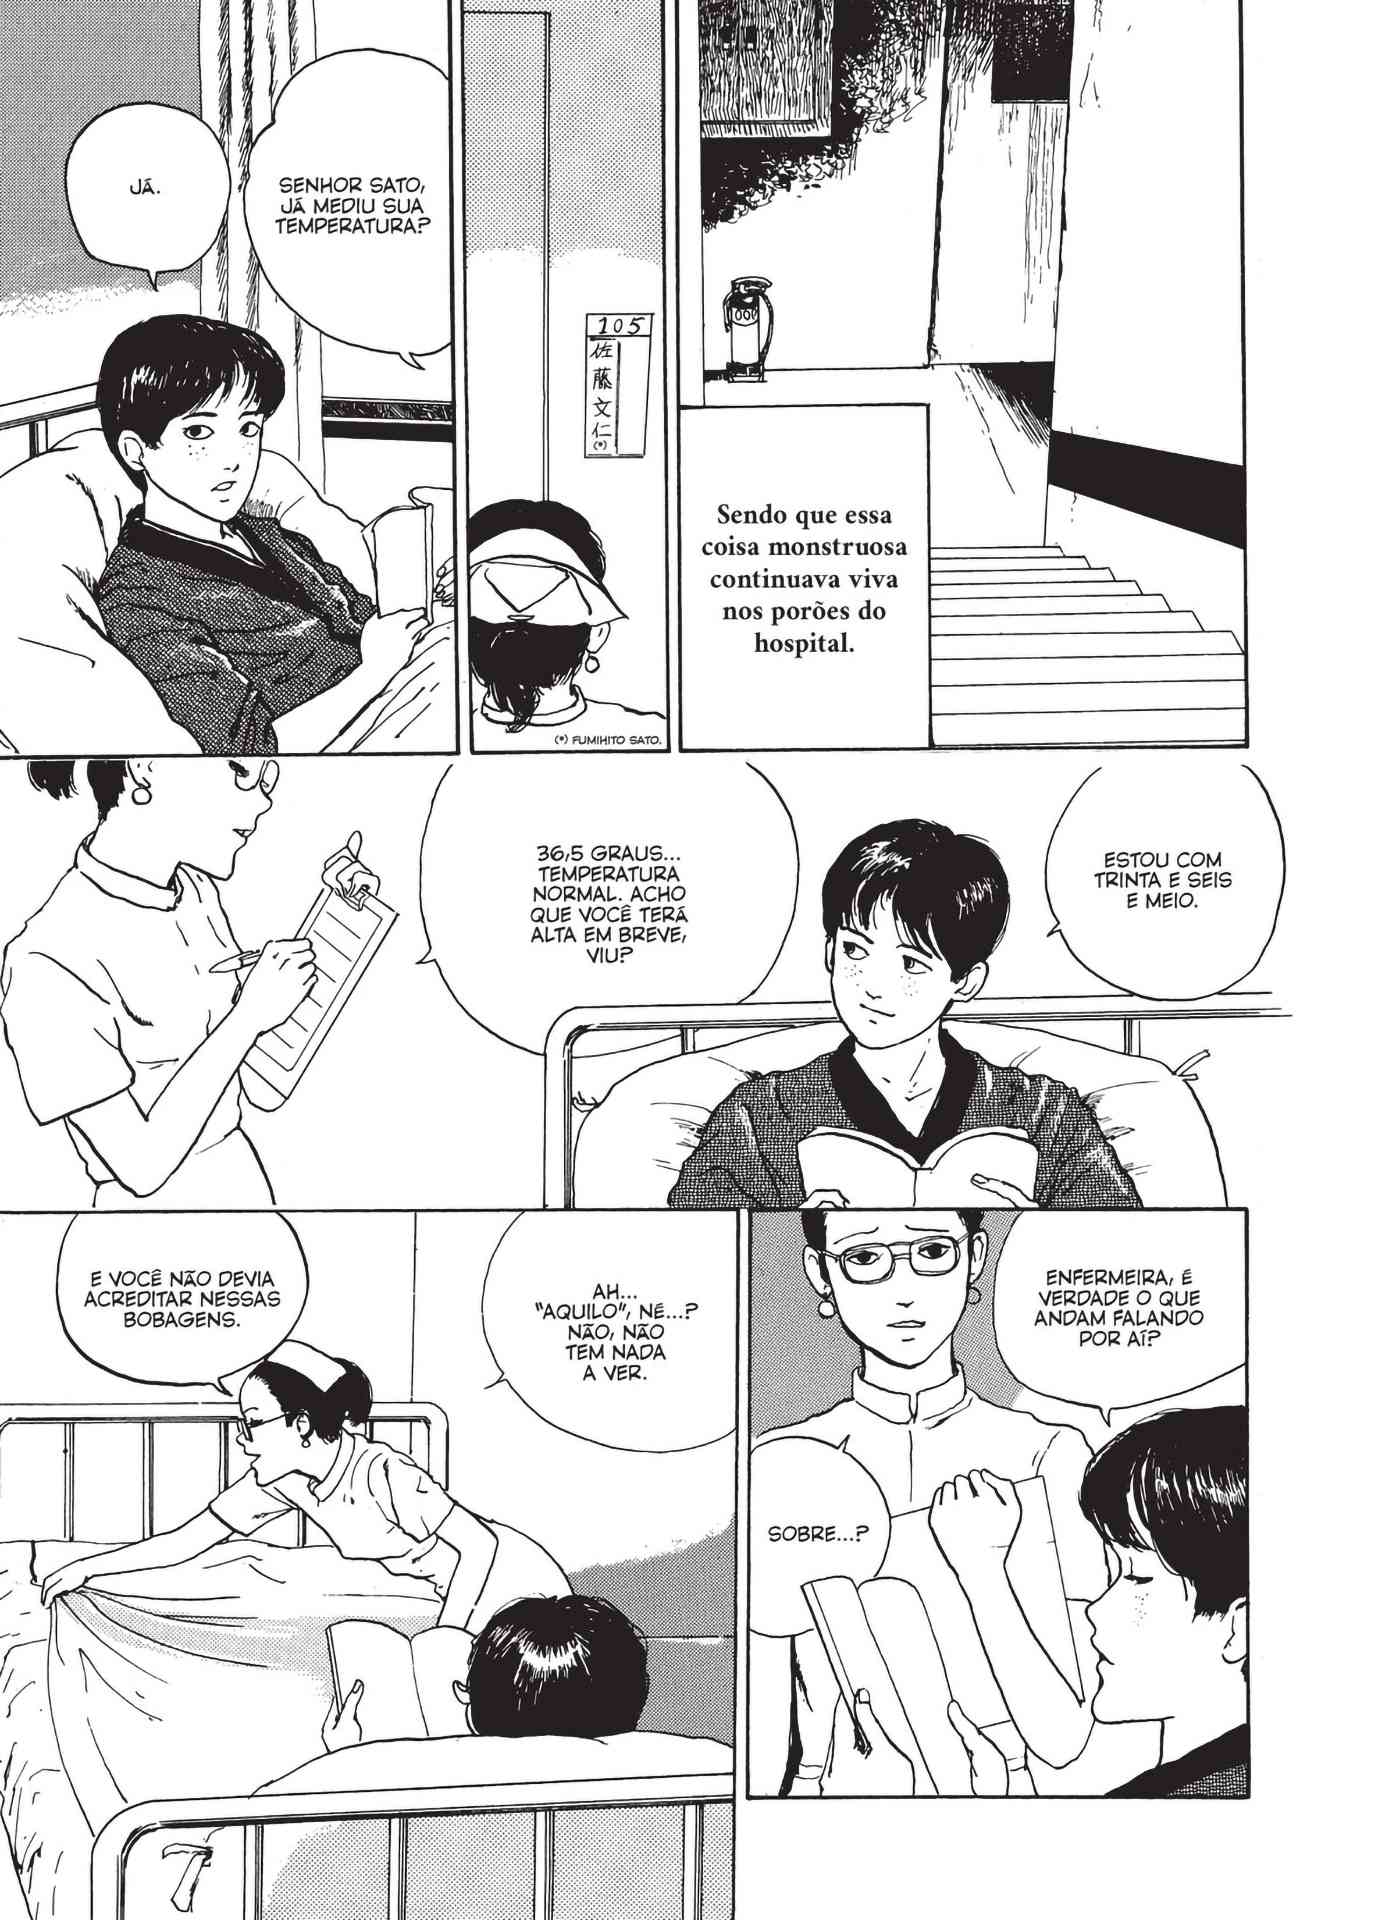 Sendo que essa
coisa monstruosa
continuava viva
nos porões do
hospital.
105
佐
藤
文
仁
(*)
(*) FUMIHITO SATO.
SENHOR SATO,
JÁ MEDIU SUA
TEMPERATURA?
JÁ.
ESTOU COM
TRINTA E SEIS
E MEIO.
36,5 GRAUS...
TEMPERATURA
NORMAL. ACHO
QUE VOCÊ TERÁ
ALTA EM BREVE,
VIU?
ENFERMEIRA, É
VERDADE O QUE
ANDAM FALANDO
POR AÍ?
SOBRE...?
AH...
"AQUILO", NÉ...?
NÃO, NÃO
TEM NADA
A VER.
E VOCÊ NÃO DEVIA
ACREDITAR NESSAS
BOBAGENS.